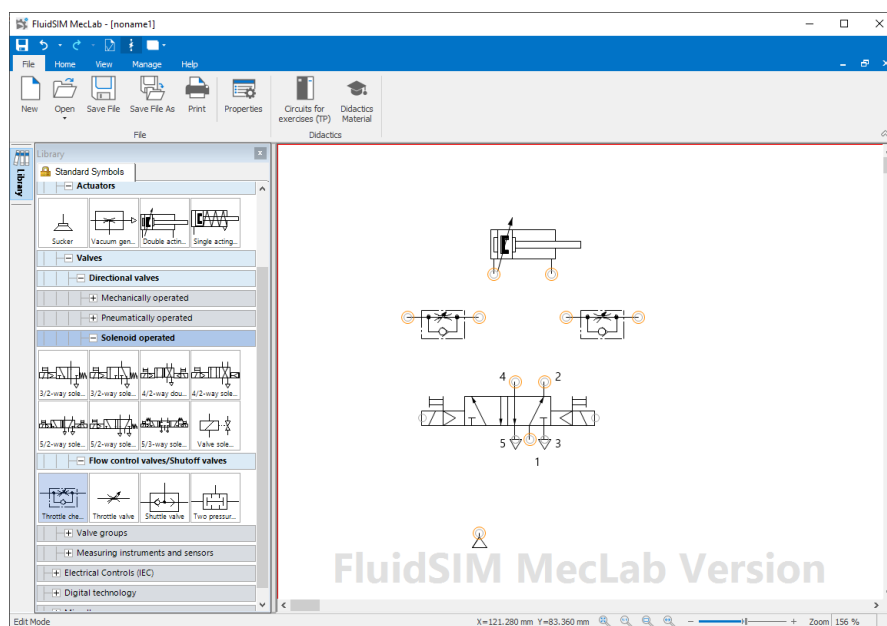 FluidSIM MecLab - [noname1]
File Home View Manage Help
New Open Save File Save File As Print Properties Circuits for exercises (TP) Didactics Material
File Didactics
Library
Library
Standard Symbols
Actuators
Sucker Vacuum gen... Double actin... Single acting...
Valves
Directional valves
Mechanically operated
Pneumatically operated
Solenoid operated
3/2-way sole... 3/2-way sole... 4/2-way dou... 4/2-way sole...
5/2-way sole... 5/2-way sole... 5/3-way sole... Valve sole...
Flow control valves/Shutoff valves
Throttle che... Throttle valve Shuttle valve Two pressur...
Valve groups
Measuring instruments and sensors
Electrical Controls (IEC)
Digital technology
4 2
5 3
1
FluidSIM MecLab Version
Edit Mode X=121.280 mm Y=83.360 mm Zoom 156 %